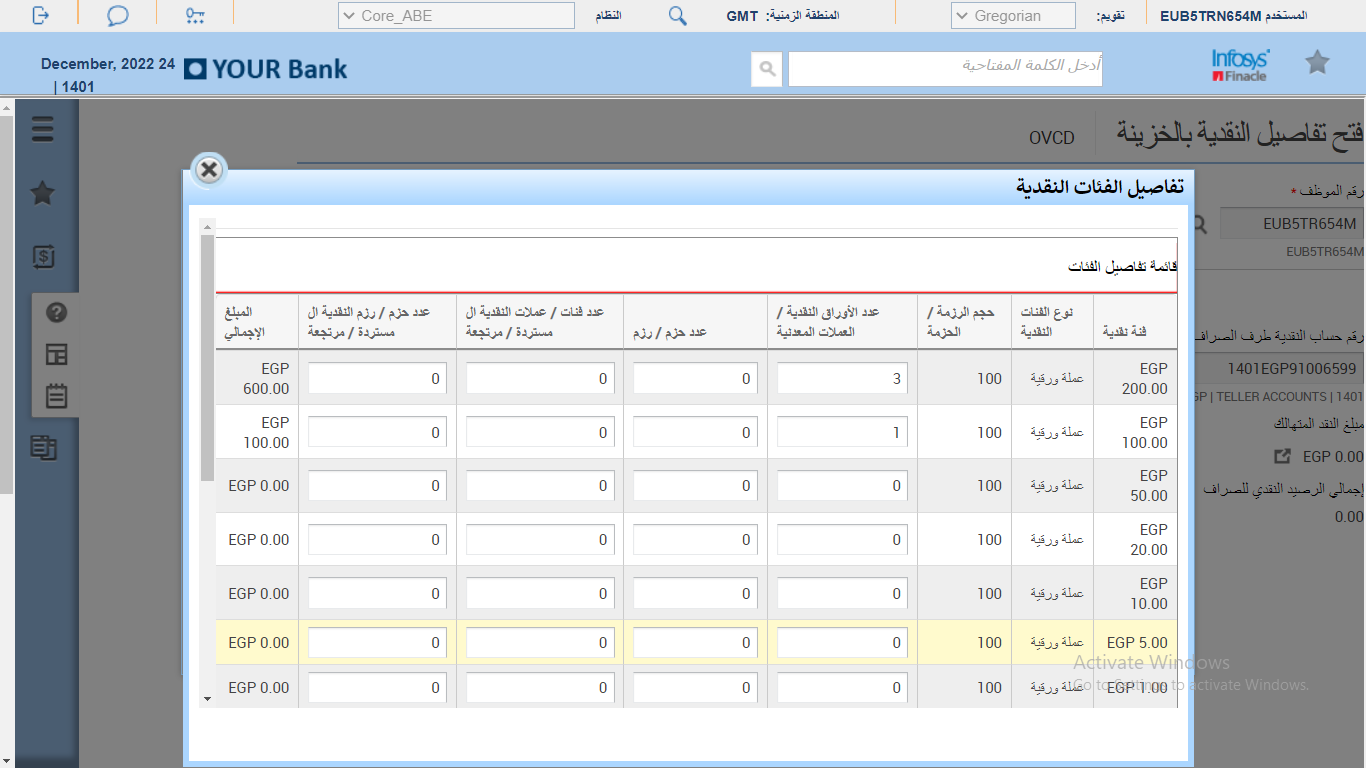 المستخدم EUB5TRN654M
تقويم: Gregorian
المنطقة الزمنية: GMT
النظام Core_ABE
Infosys
Finacle
أدخل الكلمة المفتاحية
YOUR Bank
December, 2022 24
| 1401
فتح تفاصيل النقدية بالخزينة OVCD
رقم الموظف *
EUB5TR654M
EUB5TR654M
رقم حساب النقدية طرف الصراف
1401EGP91006599
GP | TELLER ACCOUNTS | 1401
مبلغ النقد المتهالك
EGP 0.00
إجمالي الرصيد النقدي للصراف
0.00
تفاصيل الفئات النقدية
قائمة تفاصيل الفئات
فئة نقدية
نوع الفئات النقدية
حجم الرزمة / الحزمة
عدد الأوراق النقدية / العملات المعدنية
عدد حزم / رزم
عدد فئات / عملات النقدية ال مستردة / مرتجعة
عدد حزم / رزم النقدية ال مستردة / مرتجعة
المبلغ الإجمالي
EGP 200.00 عملة ورقية 100 3 0 0 0 EGP 600.00
EGP 100.00 عملة ورقية 100 1 0 0 0 EGP 100.00
EGP 50.00 عملة ورقية 100 0 0 0 0 EGP 0.00
EGP 20.00 عملة ورقية 100 0 0 0 0 EGP 0.00
EGP 10.00 عملة ورقية 100 0 0 0 0 EGP 0.00
EGP 5.00 عملة ورقية 100 0 0 0 0 EGP 0.00
EGP 1.00 عملة ورقية 100 0 0 0 0 EGP 0.00
Activate Windows
Go to Settings to activate Windows.